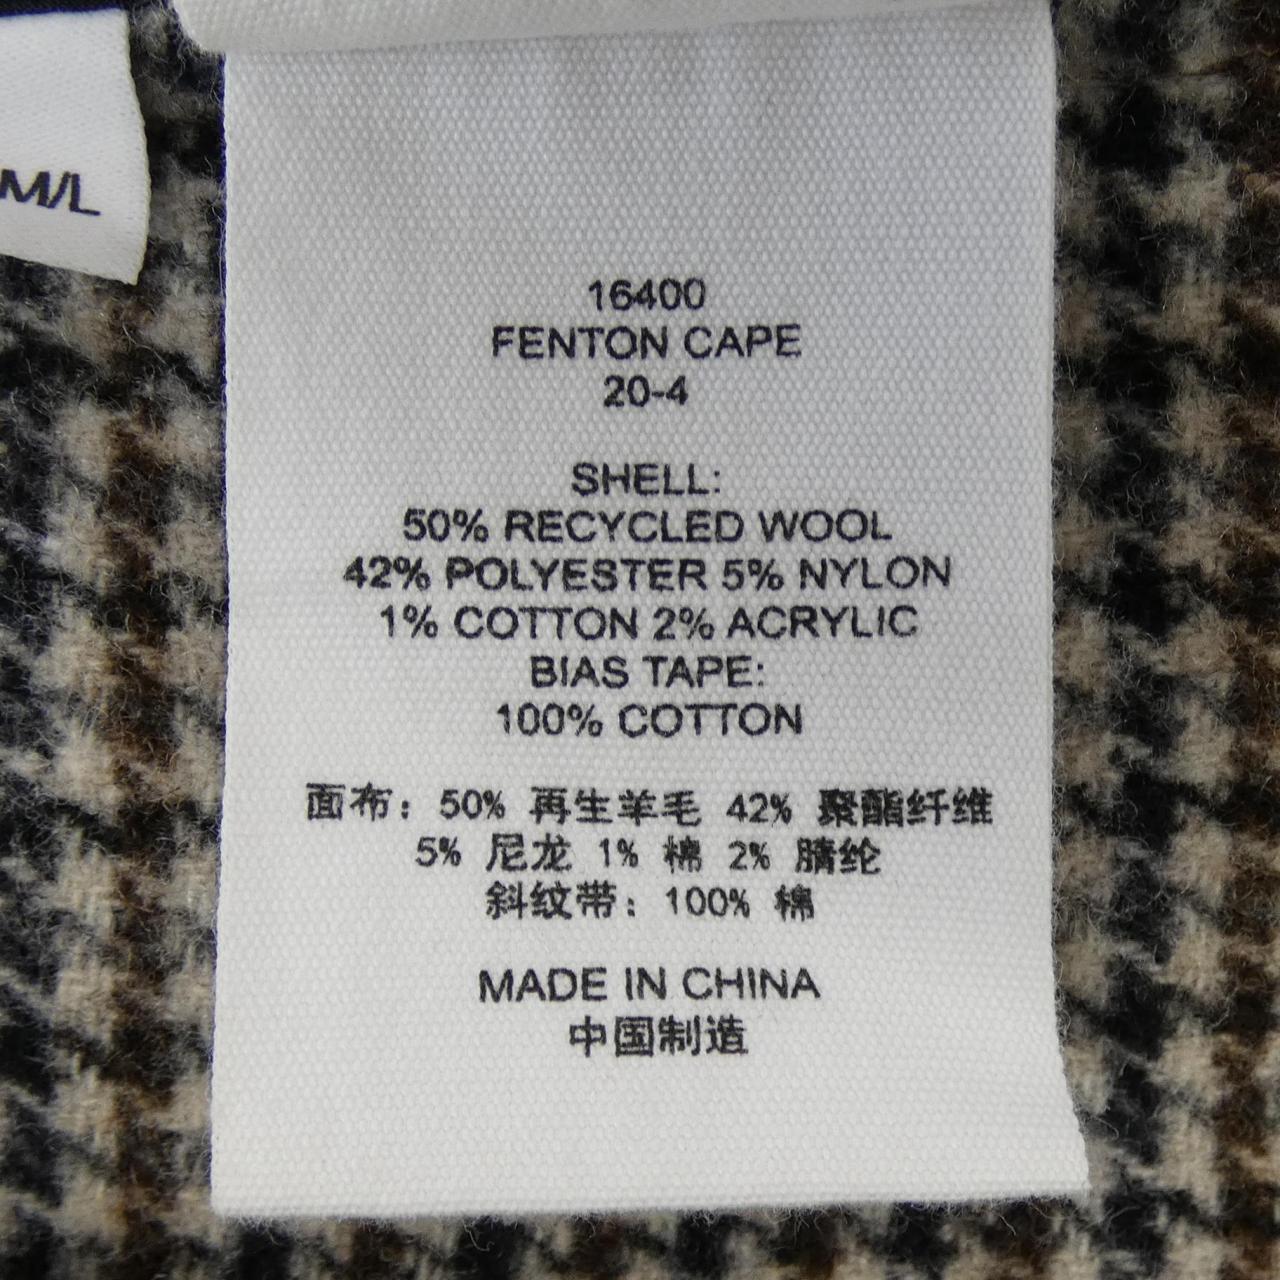 M/L
16400
FENTON CAPE
20-4
SHELL:
50% RECYCLED WOOL
42% POLYESTER 5% NYLON
1% COTTON 2% ACRYLIC
BIAS TAPE:
100% COTTON
面布：50% 再生羊毛 42% 聚酯纤维
5% 尼龙 1% 棉 2% 腈纶
斜纹带：100% 棉
MADE IN CHINA
中国制造